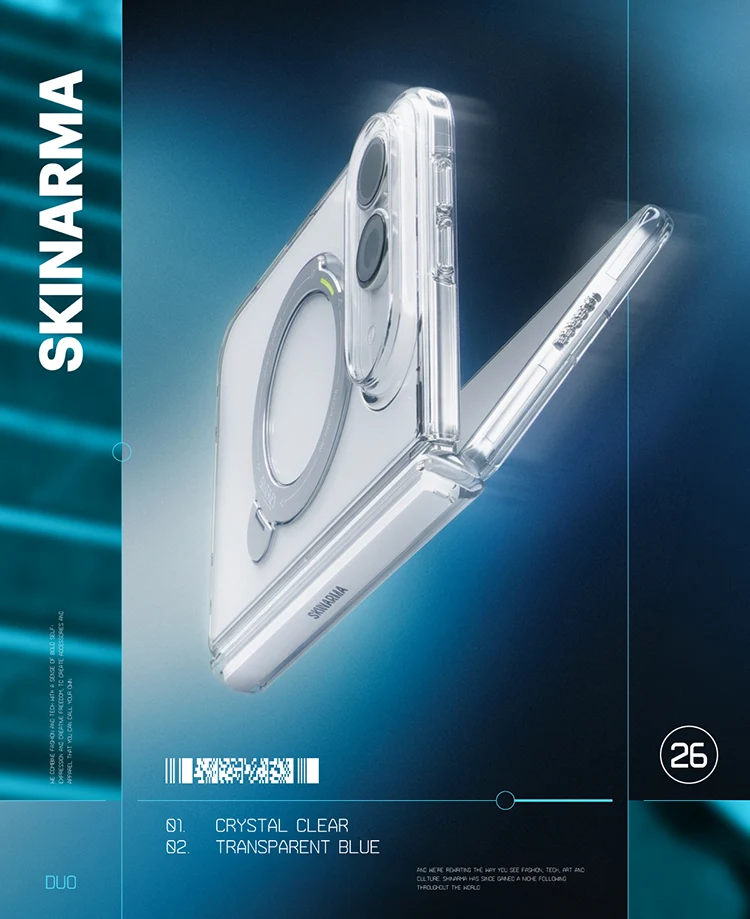 SKINARMA
WE COMBINE FASHION AND TECH WITH A SENSE OF BOLD SELF-
EXPRESSION AND CREATIVE FREEDOM, TO CREATE ACCESSORIES AND
APPAREL THAT YOU CAN CALL YOUR OWN.
SKINARMA
26
01. CRYSTAL CLEAR
02. TRANSPARENT BLUE
DUO
AND WE'RE REWRITING THE WAY YOU SEE FASHION, TECH, ART AND
CULTURE. SKINARMA HAS SINCE GAINED A NICHE FOLLOWING
THROUGHOUT THE WORLD